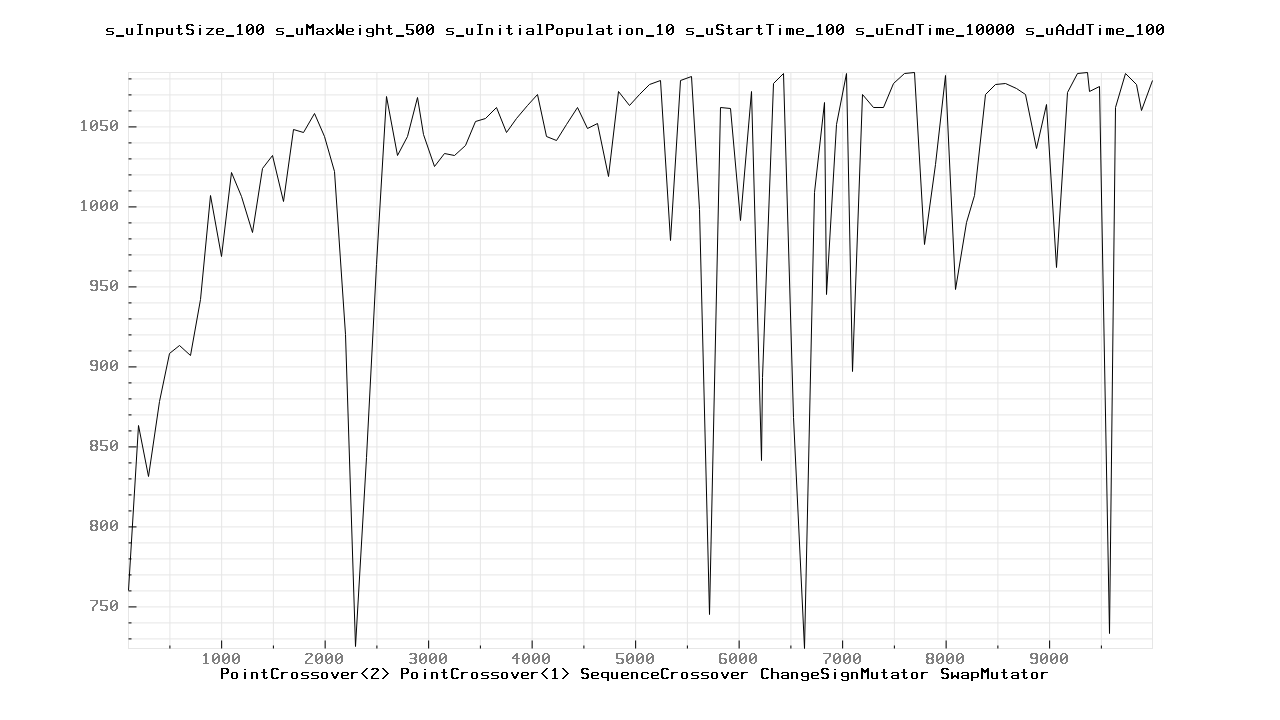 s_uInputSize_100 s_uMaxWeight_500 s_uInitialPopulation_10 s_uStartTime_100 s_uEndTime_10000 s_uAddTime_100
1050
1000
950
900
850
800
750
1000 2000 3000 4000 5000 6000 7000 8000 9000
PointCrossover<2> PointCrossover<1> SequenceCrossover ChangeSignMutator SwapMutator